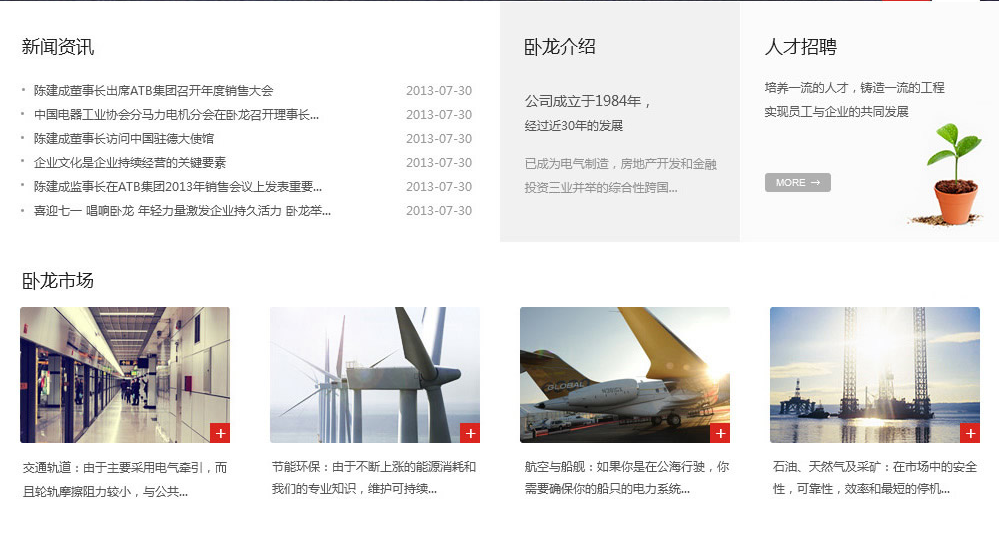 新闻资讯
陈建成董事长出席ATB集团召开年度销售大会 2013-07-30
中国电器工业协会分马力电机分会在卧龙召开理事长... 2013-07-30
陈建成董事长访问中国驻德大使馆 2013-07-30
企业文化是企业持续经营的关键要素 2013-07-30
陈建成监事长在ATB集团2013年销售会议上发表重要... 2013-07-30
喜迎七一 唱响卧龙 年轻力量激发企业持久活力 卧龙举... 2013-07-30
卧龙介绍
公司成立于1984年，
经过近30年的发展
已成为电气制造，房地产开发和金融
投资三业并举的综合性跨国...
人才招聘
培养一流的人才，铸造一流的工程
实现员工与企业的共同发展
MORE →
卧龙市场
GLOBAL
交通轨道：由于主要采用电气牵引，而
且轮轨摩擦阻力较小，与公共...
节能环保：由于不断上涨的能源消耗和
我们的专业知识，维护可持续...
航空与船舰：如果你是在公海行驶，你
需要确保你的船只的电力系统...
石油、天然气及采矿：在市场中的安全
性，可靠性，效率和最短的停机...